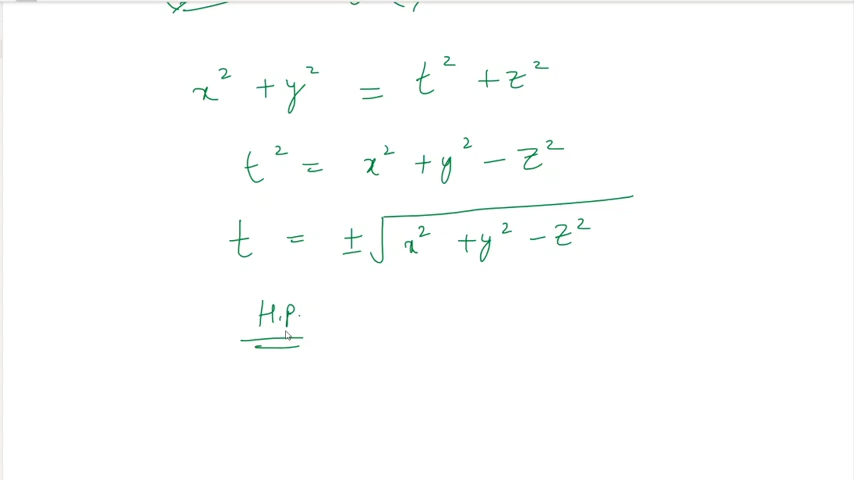 x² + y² = t² + z²
t² = x² + y² - z²
t = ±√(x² + y² - z²)
H.P.